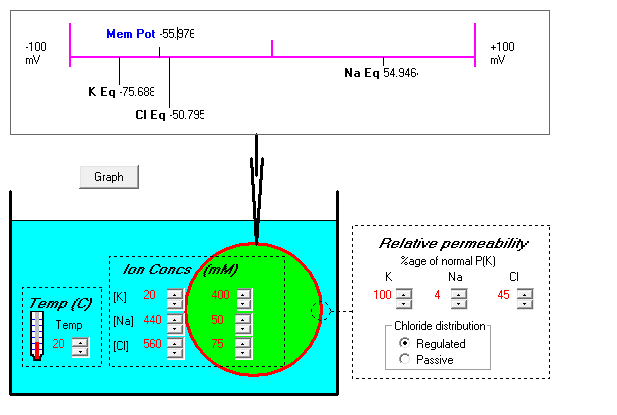 Mem Pot -55.976
-100
mV
+100
mV
K Eq -75.688
Na Eq 54.946
Cl Eq -50.795
Graph
Relative permeability
%age of normal P(K)
K Na Cl
100 4 45
Chloride distribution
Regulated
Passive
Ion Concs (mM)
[K] 20 400
[Na] 440 50
[Cl] 560 75
Temp (C)
Temp
20